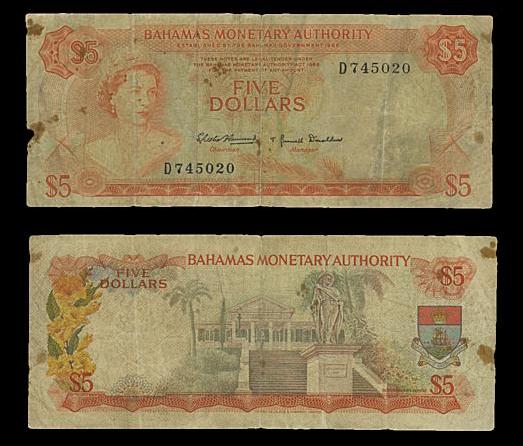 BAHAMAS MONETARY AUTHORITY
ESTABLISHED BY THE BAHAMAS GOVERNMENT 1968
$5 $5
THESE NOTES ARE LEGAL TENDER UNDER
THE BAHAMAS MONETARY AUTHORITY ACT 1968
FOR THE PAYMENT OF ANY AMOUNT
D745020
FIVE
DOLLARS
Chairman Manager
D745020
$5 $5
BAHAMAS MONETARY AUTHORITY
FIVE
DOLLARS
$5
$5 $5